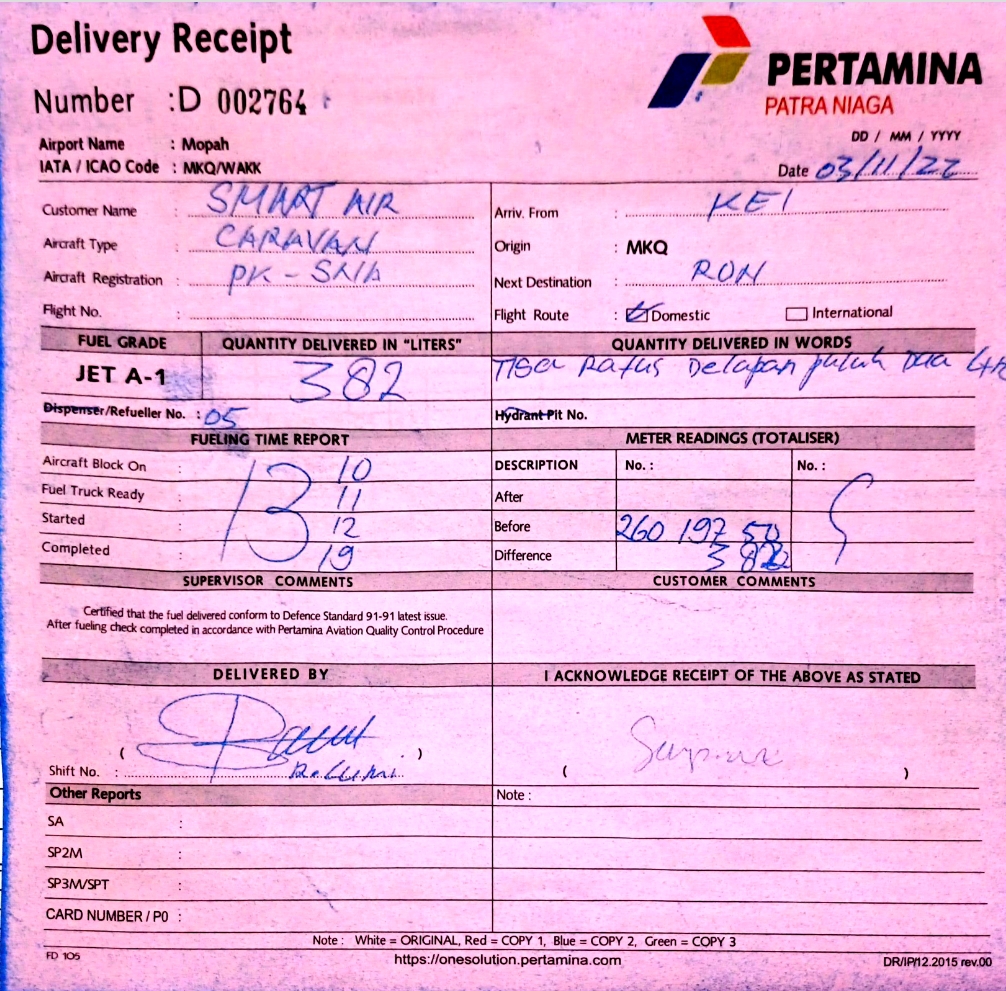 Delivery Receipt
PERTAMINA
PATRA NIAGA
Number : D 002764
DD / MM / YYYY
Airport Name : Mopah
IATA / ICAO Code : MKQ/WAKK
Date 03/11/22
Customer Name : SMART AIR
Arriv. From : KEI
Aircraft Type : CARAVAN
Origin : MKQ
Aircraft Registration : PK - SNA
Next Destination : RON
Flight No. :
Flight Route : Domestic International
FUEL GRADE QUANTITY DELIVERED IN "LITERS" QUANTITY DELIVERED IN WORDS
JET A-1 382 Tiga Ratus Delapan puluh Dua Ltr
Dispenser/Refueller No. : 05
Hydrant Pit No.
FUELING TIME REPORT METER READINGS (TOTALISER)
Aircraft Block On : 10
DESCRIPTION No. : No. :
Fuel Truck Ready : 13 11
After
Started : 12
Before 260 197 50
Completed : 19
Difference 382
SUPERVISOR COMMENTS CUSTOMER COMMENTS
Certified that the fuel delivered conform to Defence Standard 91-91 latest issue.
After fueling check completed in accordance with Pertamina Aviation Quality Control Procedure
DELIVERED BY I ACKNOWLEDGE RECEIPT OF THE ABOVE AS STATED
( )
Shift No. :
( )
Other Reports Note :
SA :
SP2M :
SP3M/SPT :
CARD NUMBER / P0 :
Note : White = ORIGINAL, Red = COPY 1, Blue = COPY 2, Green = COPY 3
FD 105 https://onesolution.pertamina.com DR/IP/12.2015 rev.00